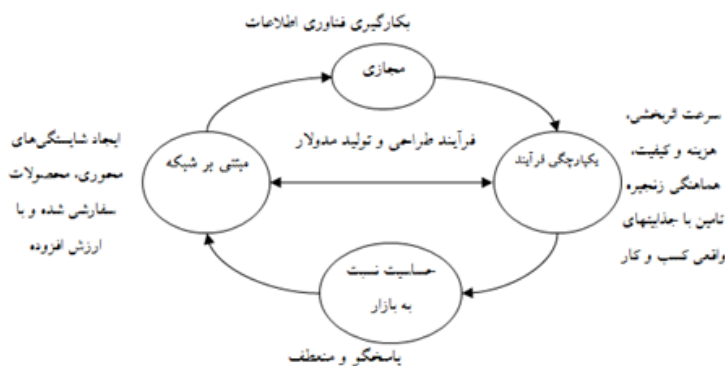 بکارگیری فناوری اطلاعات
مجازی
سرعت اثربخشی،
هزینه و کیفیت،
هماهنگی زنجیره
تامین با جذابیتهای
واقعی کسب و کار
یکپارچگی فرآیند
فرآیند طراحی و تولید مدولار
مبتنی بر شبکه
ایجاد شایستگی‌های
محوری، محصولات
سفارشی شده و با
ارزش افزوده
حساسیت نسبت
به بازار
پاسخگو و منعطف